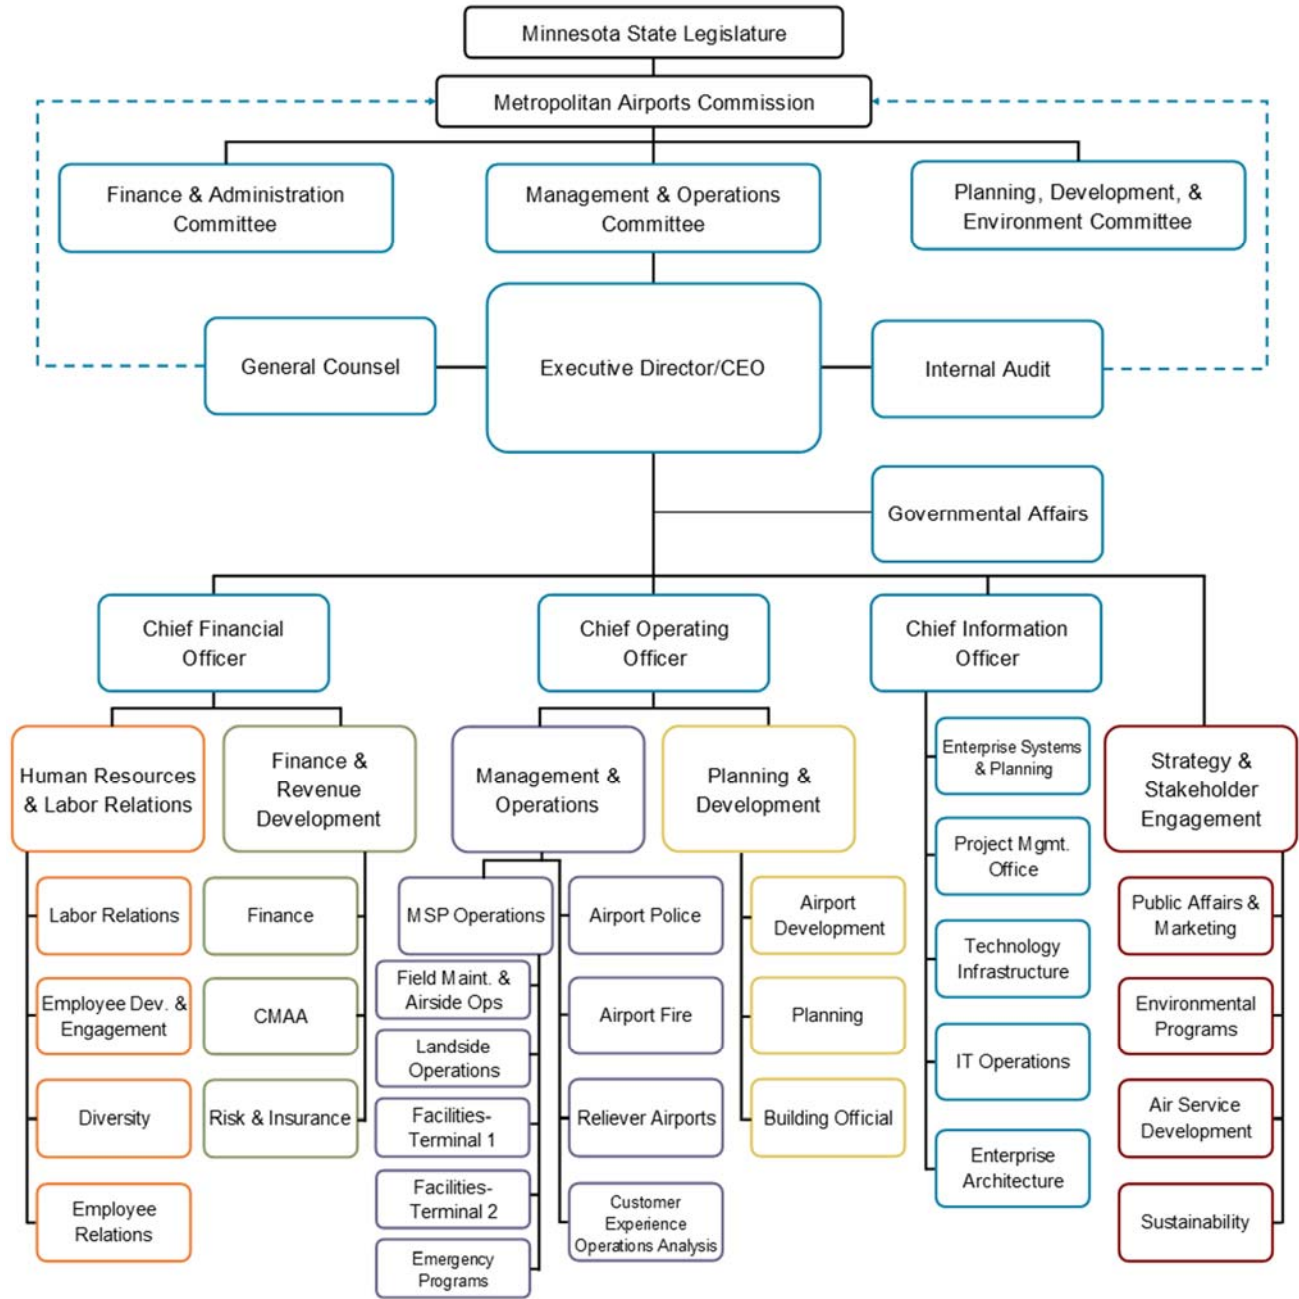 Minnesota State Legislature
Metropolitan Airports Commission
Finance & Administration
Committee
Management & Operations
Committee
Planning, Development, &
Environment Committee
General Counsel
Executive Director/CEO
Internal Audit
Governmental Affairs
Chief Financial
Officer
Chief Operating
Officer
Chief Information
Officer
Human Resources
& Labor Relations
Finance &
Revenue
Development
Management &
Operations
Planning &
Development
Enterprise Systems
& Planning
Project Mgmt.
Office
Technology
Infrastructure
IT Operations
Enterprise
Architecture
Strategy &
Stakeholder
Engagement
Labor Relations
Employee Dev. &
Engagement
Diversity
Employee
Relations
Finance
CMAA
Risk & Insurance
MSP Operations
Field Maint. &
Airside Ops
Landside
Operations
Facilities-
Terminal 1
Facilities-
Terminal 2
Emergency
Programs
Airport Police
Airport Fire
Reliever Airports
Customer
Experience
Operations Analysis
Airport
Development
Planning
Building Official
Public Affairs &
Marketing
Environmental
Programs
Air Service
Development
Sustainability